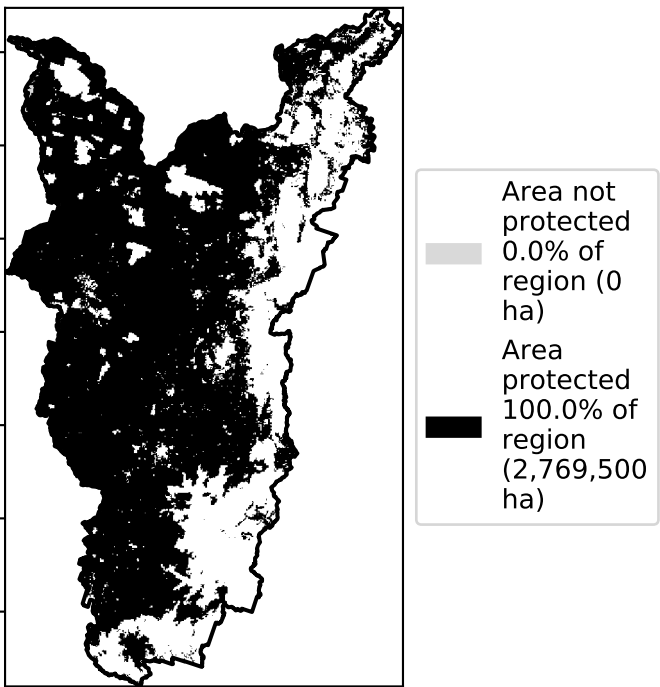 Area not
protected
0.0% of
region (0
ha)
Area
protected
100.0% of
region
(2,769,500
ha)